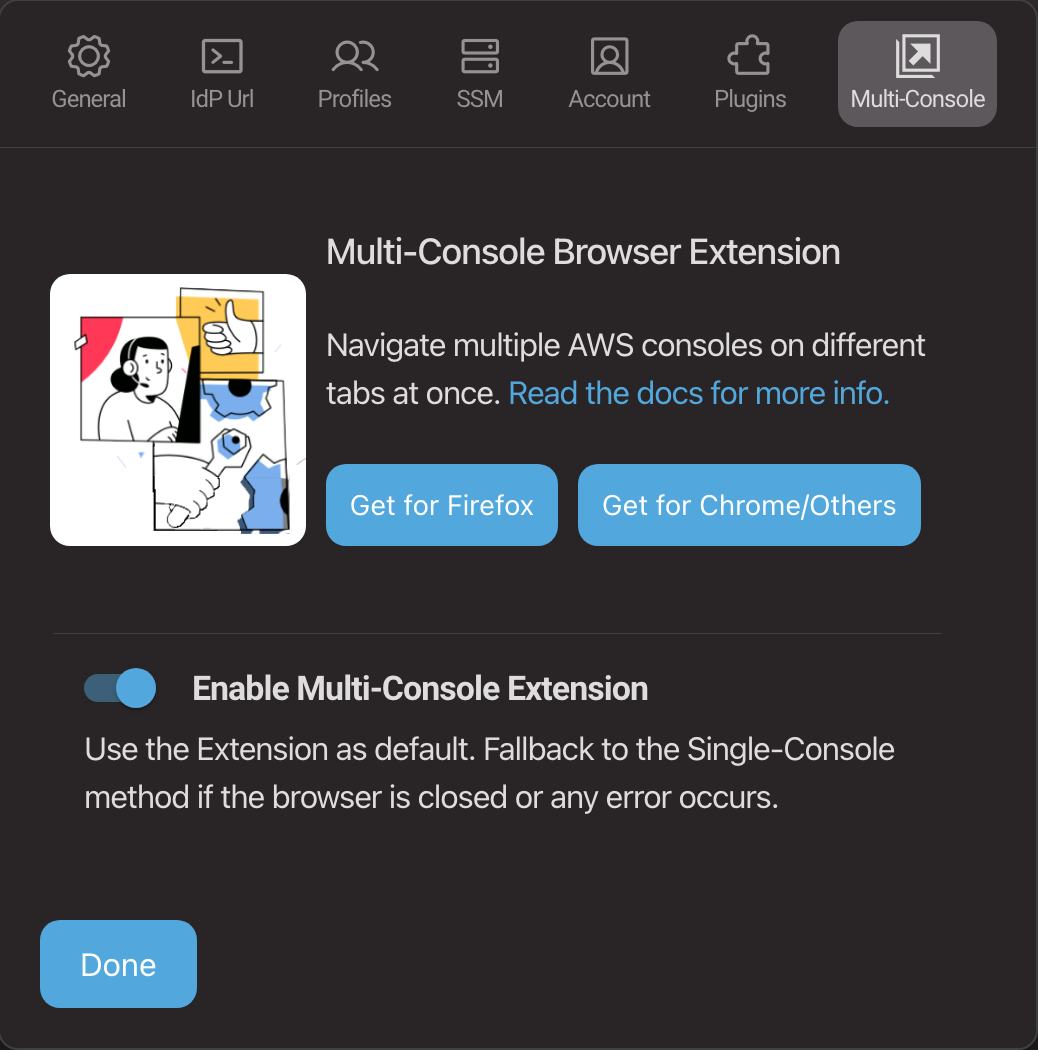 General
IdP Url
Profiles
SSM
Account
Plugins
Multi-Console
Multi-Console Browser Extension
Navigate multiple AWS consoles on different
tabs at once. Read the docs for more info.
Get for Firefox
Get for Chrome/Others
Enable Multi-Console Extension
Use the Extension as default. Fallback to the Single-Console
method if the browser is closed or any error occurs.
Done